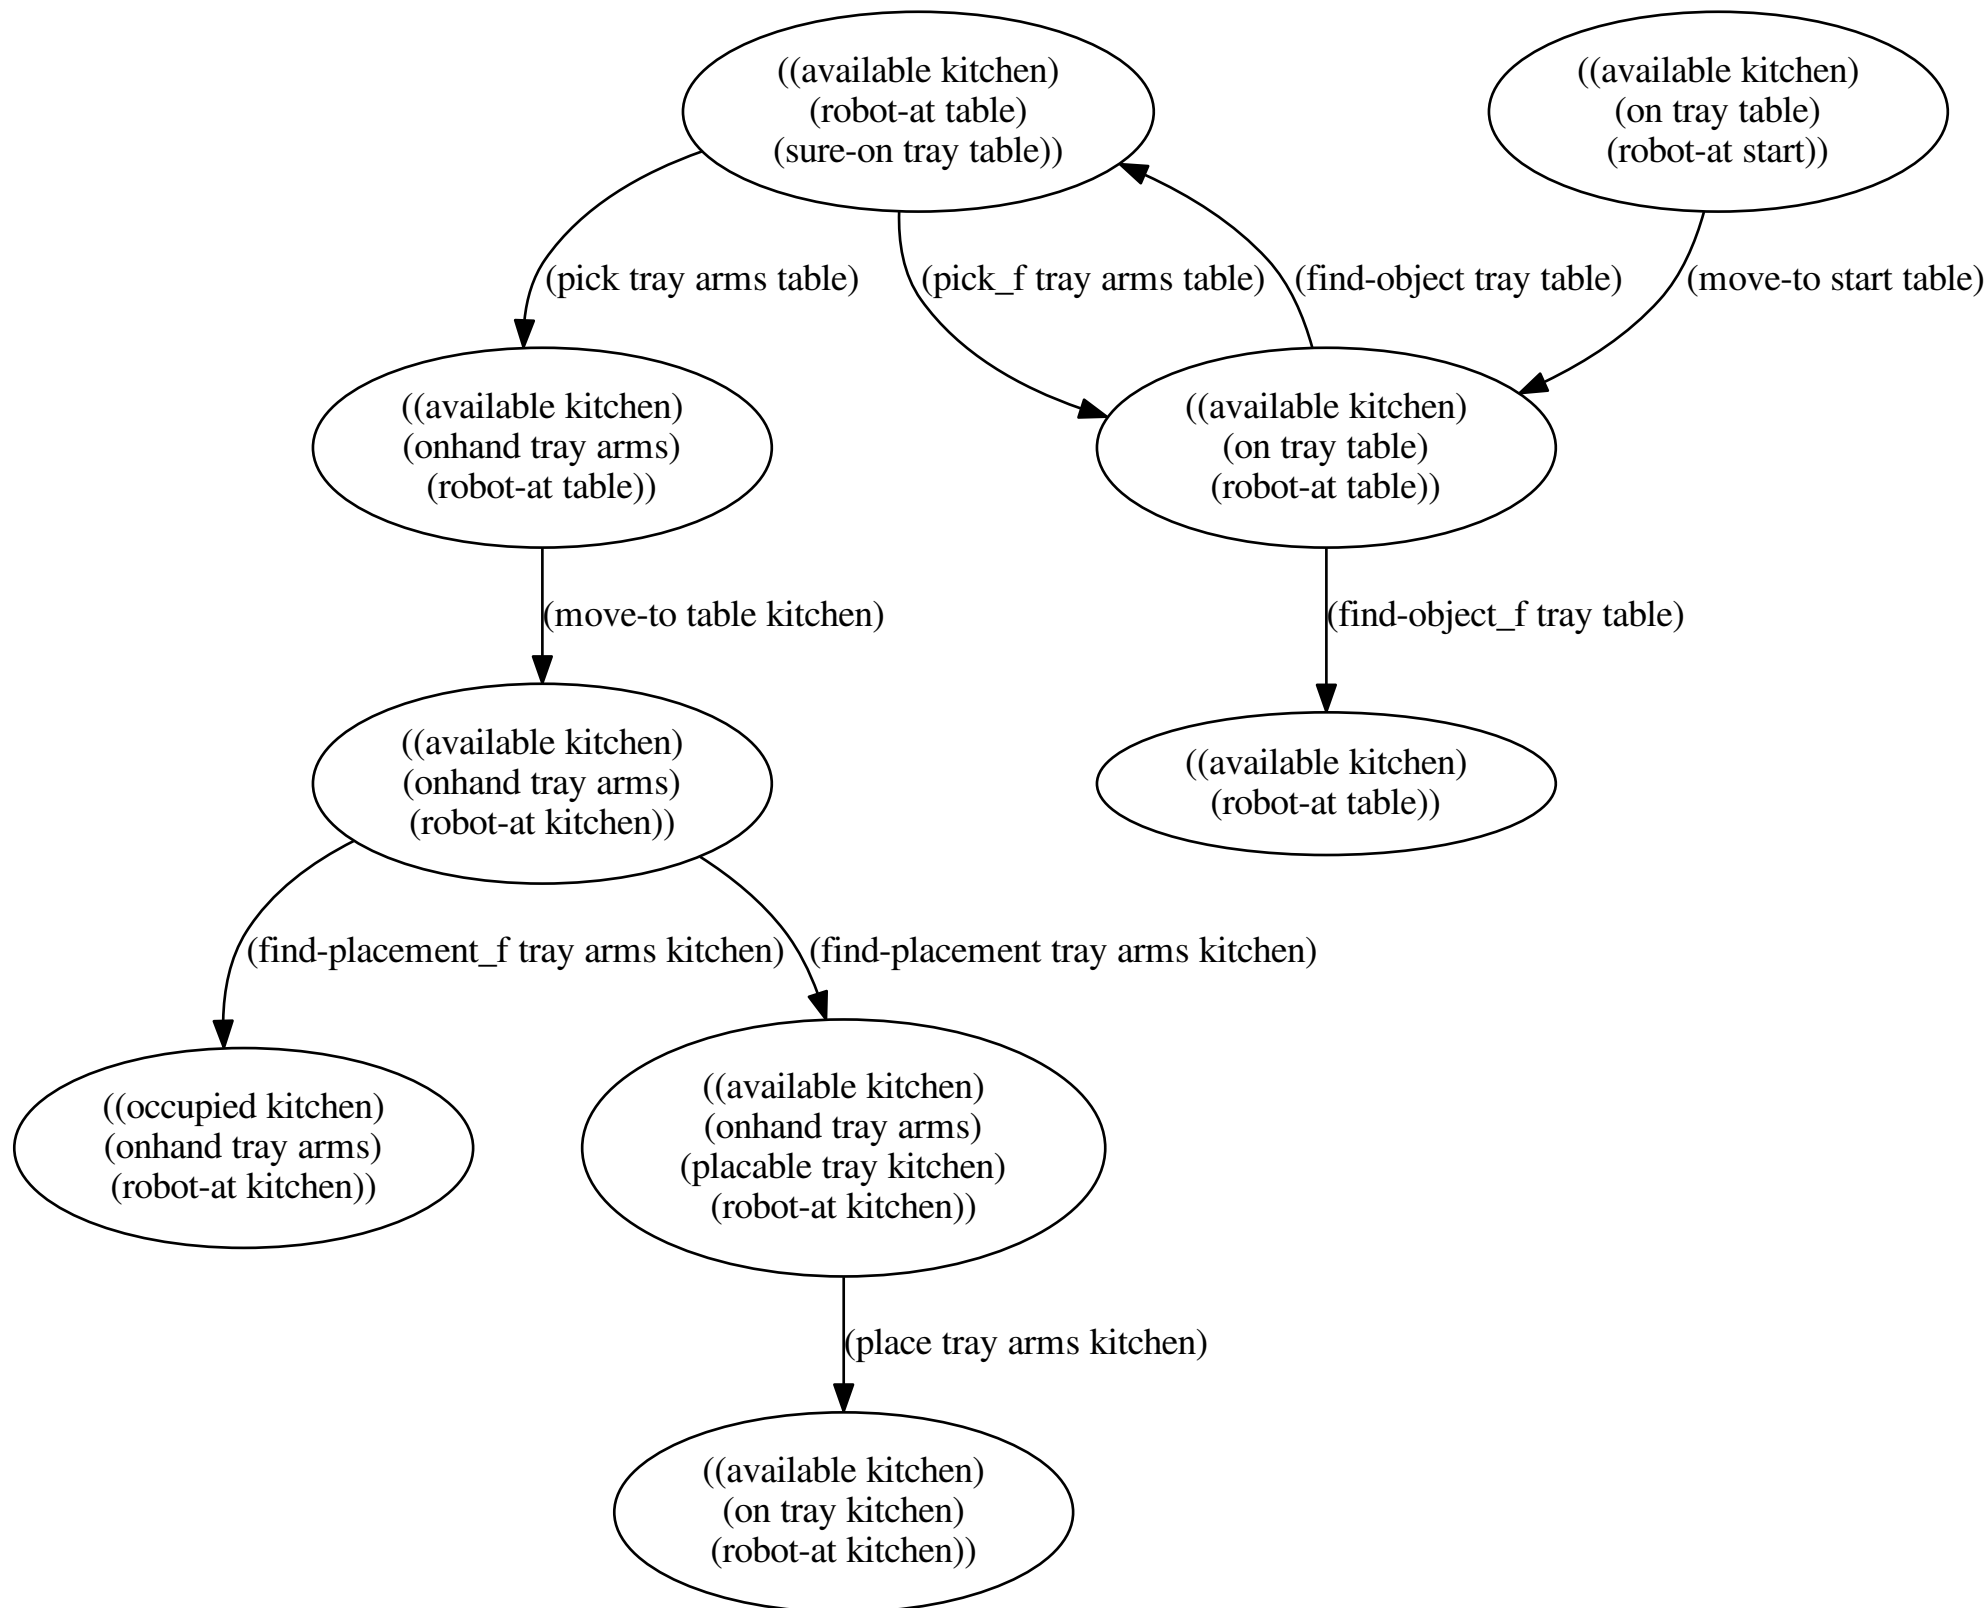 ((available kitchen)
(robot-at table)
(sure-on tray table))
((available kitchen)
(on tray table)
(robot-at start))
(pick tray arms table)
(pick_f tray arms table)
(find-object tray table)
(move-to start table)
((available kitchen)
(onhand tray arms)
(robot-at table))
((available kitchen)
(on tray table)
(robot-at table))
(move-to table kitchen)
(find-object_f tray table)
((available kitchen)
(onhand tray arms)
(robot-at kitchen))
((available kitchen)
(robot-at table))
(find-placement_f tray arms kitchen)
(find-placement tray arms kitchen)
((occupied kitchen)
(onhand tray arms)
(robot-at kitchen))
((available kitchen)
(onhand tray arms)
(placable tray kitchen)
(robot-at kitchen))
(place tray arms kitchen)
((available kitchen)
(on tray kitchen)
(robot-at kitchen))